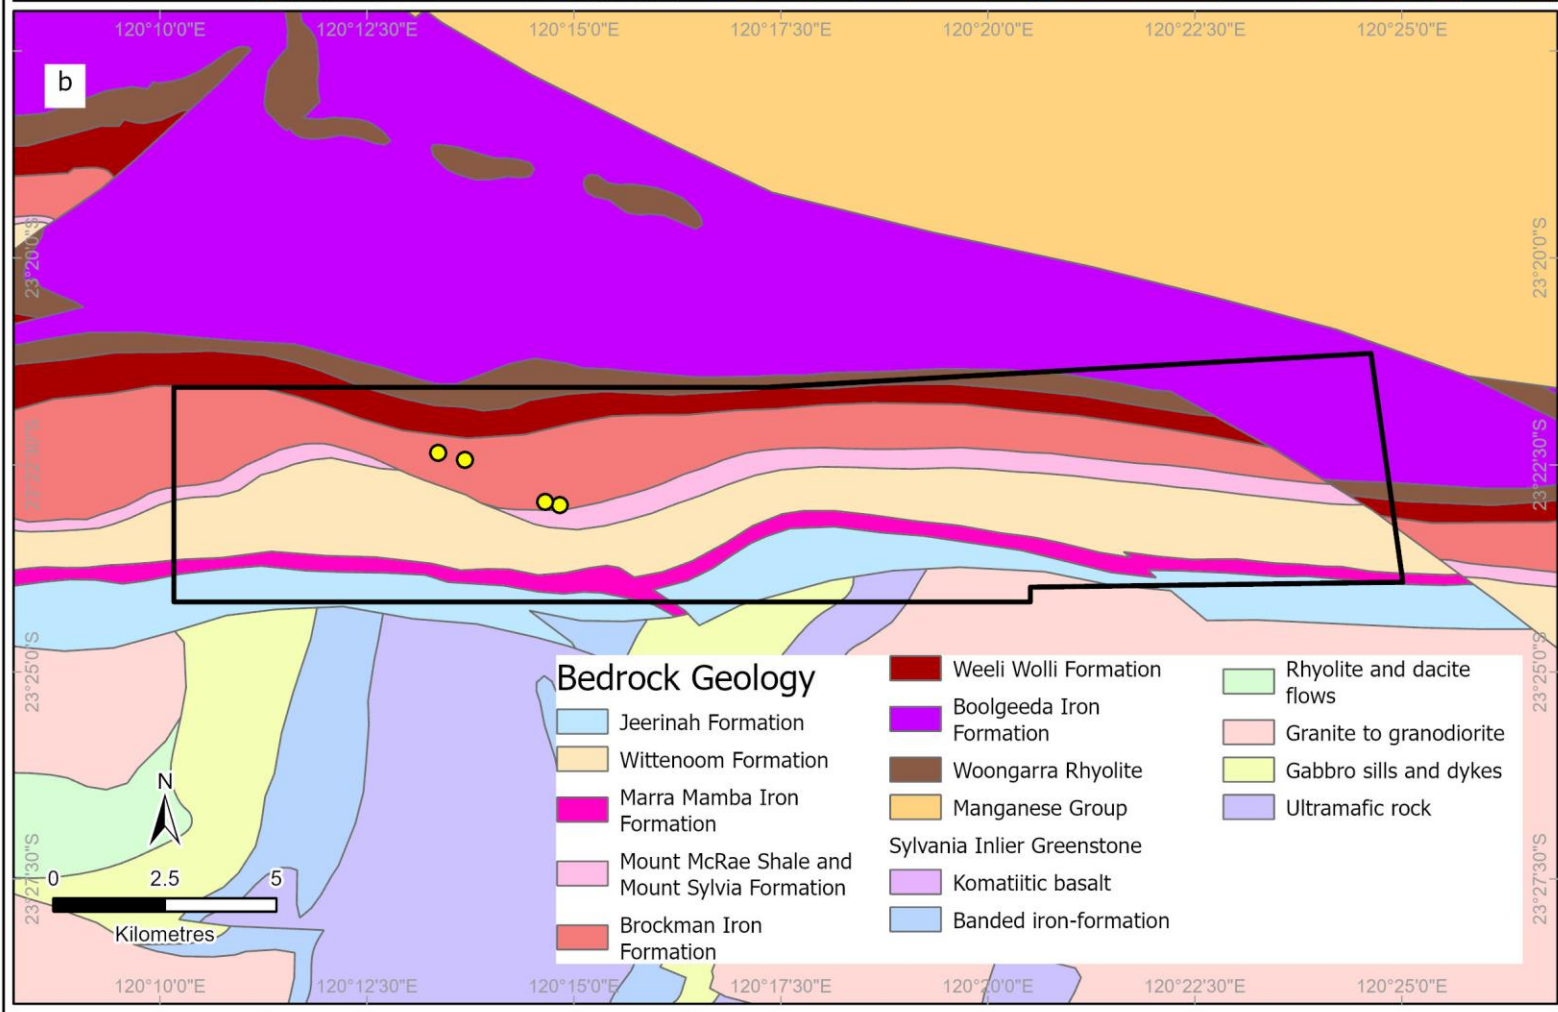 120°10'0"E 120°12'30"E 120°15'0"E 120°17'30"E 120°20'0"E 120°22'30"E 120°25'0"E
b
23°20'0"S
23°20'0"S
23°22'30"S
23°22'30"S
23°25'0"S
23°25'0"S
23°27'30"S
23°27'30"S
N
0 2.5 5
Kilometres
Bedrock Geology
Jeerinah Formation
Wittenoom Formation
Marra Mamba Iron
Formation
Mount McRae Shale and
Mount Sylvia Formation
Brockman Iron
Formation
Weeli Wolli Formation
Boolgeeda Iron
Formation
Woongarra Rhyolite
Manganese Group
Sylvania Inlier Greenstone
Komatiitic basalt
Banded iron-formation
Rhyolite and dacite
flows
Granite to granodiorite
Gabbro sills and dykes
Ultramafic rock
120°10'0"E 120°12'30"E 120°15'0"E 120°17'30"E 120°20'0"E 120°22'30"E 120°25'0"E